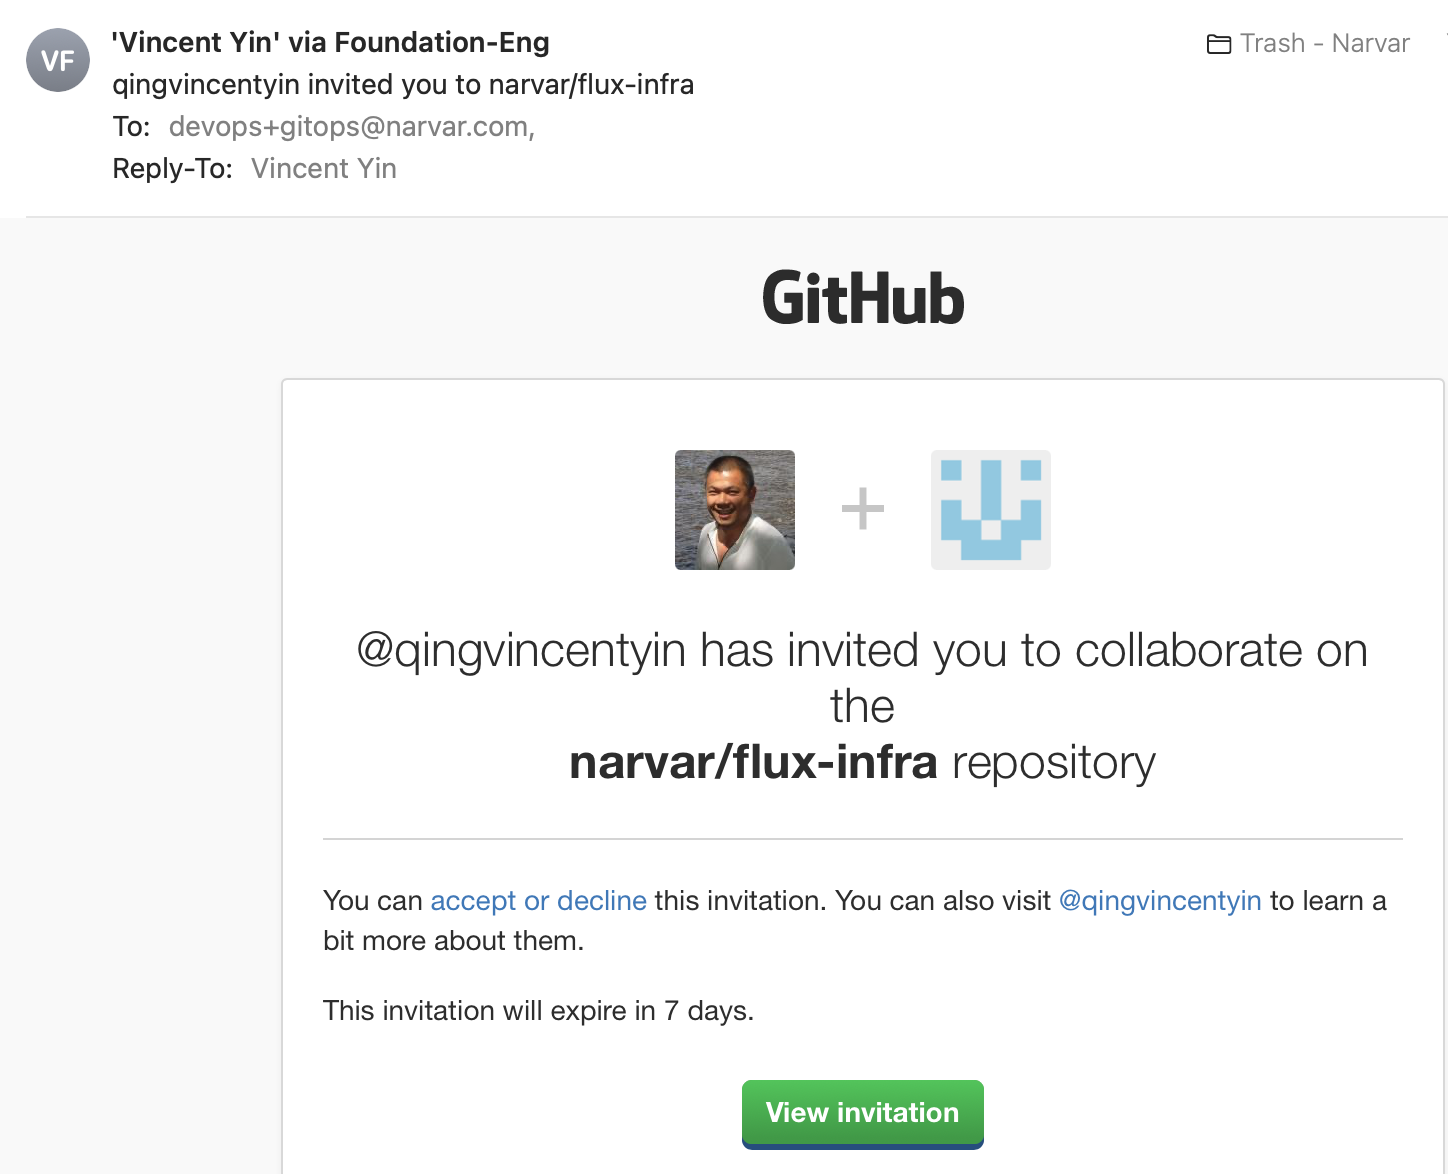 VF
'Vincent Yin' via Foundation-Eng
Trash - Narvar
qingvincentyin invited you to narvar/flux-infra
To: devops+gitops@narvar.com,
Reply-To: Vincent Yin
GitHub
@qingvincentyin has invited you to collaborate on
the
narvar/flux-infra repository
You can accept or decline this invitation. You can also visit @qingvincentyin to learn a
bit more about them.
This invitation will expire in 7 days.
View invitation